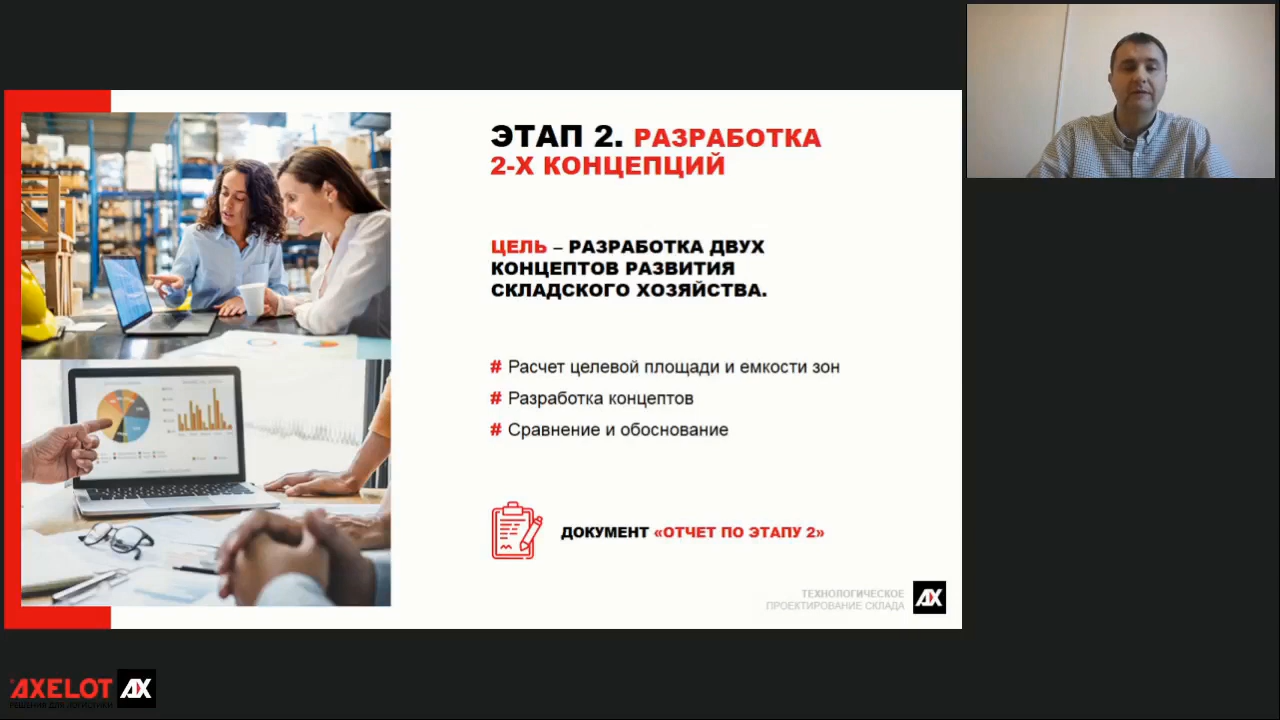 ЭТАП 2. РАЗРАБОТКА
2-Х КОНЦЕПЦИЙ
ЦЕЛЬ – РАЗРАБОТКА ДВУХ
КОНЦЕПТОВ РАЗВИТИЯ
СКЛАДСКОГО ХОЗЯЙСТВА.
# Расчет целевой площади и емкости зон
# Разработка концептов
# Сравнение и обоснование
ДОКУМЕНТ «ОТЧЕТ ПО ЭТАПУ 2»
ТЕХНОЛОГИЧЕСКОЕ
ПРОЕКТИРОВАНИЕ СКЛАДА
AX
AXELOT AX
РЕШЕНИЯ ДЛЯ ЛОГИСТИКИ